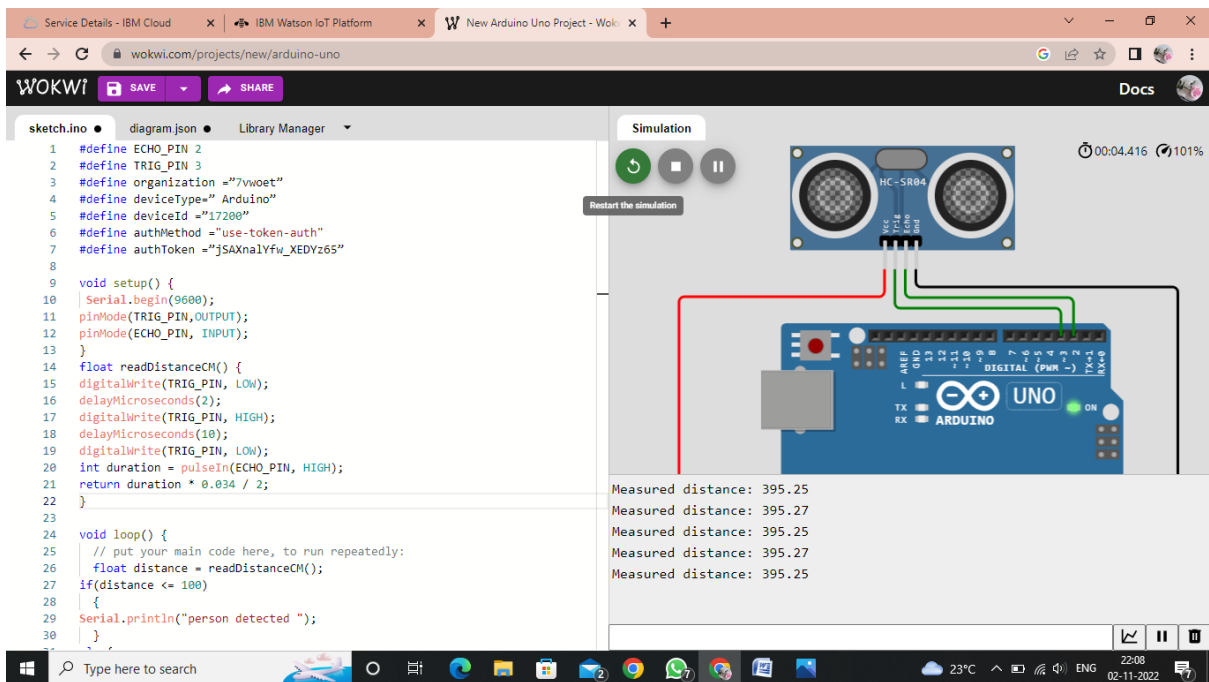 Service Details - IBM Cloud
IBM Watson IoT Platform
New Arduino Uno Project - Wok
wokwi.com/projects/new/arduino-uno
WOKWI SAVE SHARE Docs
sketch.ino ● diagram.json ● Library Manager
1 #define ECHO_PIN 2
2 #define TRIG_PIN 3
3 #define organization =”7vwoet”
4 #define deviceType=” Arduino”
5 #define deviceId =”17200”
6 #define authMethod ="use-token-auth"
7 #define authToken =”jSAXnalYfw_XEDYz65”
8
9 void setup() {
10 Serial.begin(9600);
11 pinMode(TRIG_PIN,OUTPUT);
12 pinMode(ECHO_PIN, INPUT);
13 }
14 float readDistanceCM() {
15 digitalWrite(TRIG_PIN, LOW);
16 delayMicroseconds(2);
17 digitalWrite(TRIG_PIN, HIGH);
18 delayMicroseconds(10);
19 digitalWrite(TRIG_PIN, LOW);
20 int duration = pulseIn(ECHO_PIN, HIGH);
21 return duration * 0.034 / 2;
22 }
23
24 void loop() {
25 // put your main code here, to run repeatedly:
26 float distance = readDistanceCM();
27 if(distance <= 100)
28 {
29 Serial.println("person detected ");
30 }
Simulation
00:04.416 101%
Restart the simulation
HC-SR04
Vcc
Trig
Echo
Gnd
AREF
GND
13
12
~11
~10
~9
8
7
~6
~5
4
~3
2
TX→1
RX←0
DIGITAL (PWM ~)
L
TX
RX
UNO
ON
ARDUINO
Measured distance: 395.25
Measured distance: 395.27
Measured distance: 395.25
Measured distance: 395.27
Measured distance: 395.25
Type here to search
2
7
23°C
ENG
22:08
02-11-2022
7